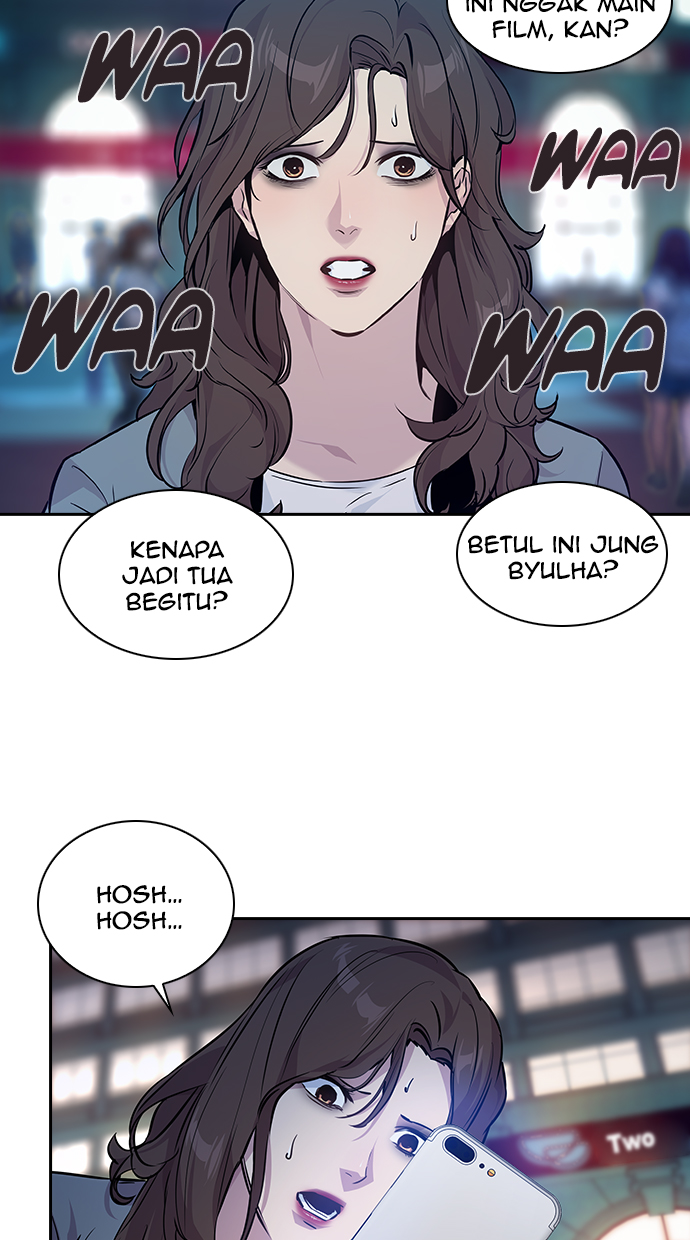 INI NGGAK MAIN
FILM, KAN?
WAA
WAA
WAA
WAA
KENAPA
JADI TUA
BEGITU?
BETUL INI JUNG
BYULHA?
HOSH...
HOSH...
Two